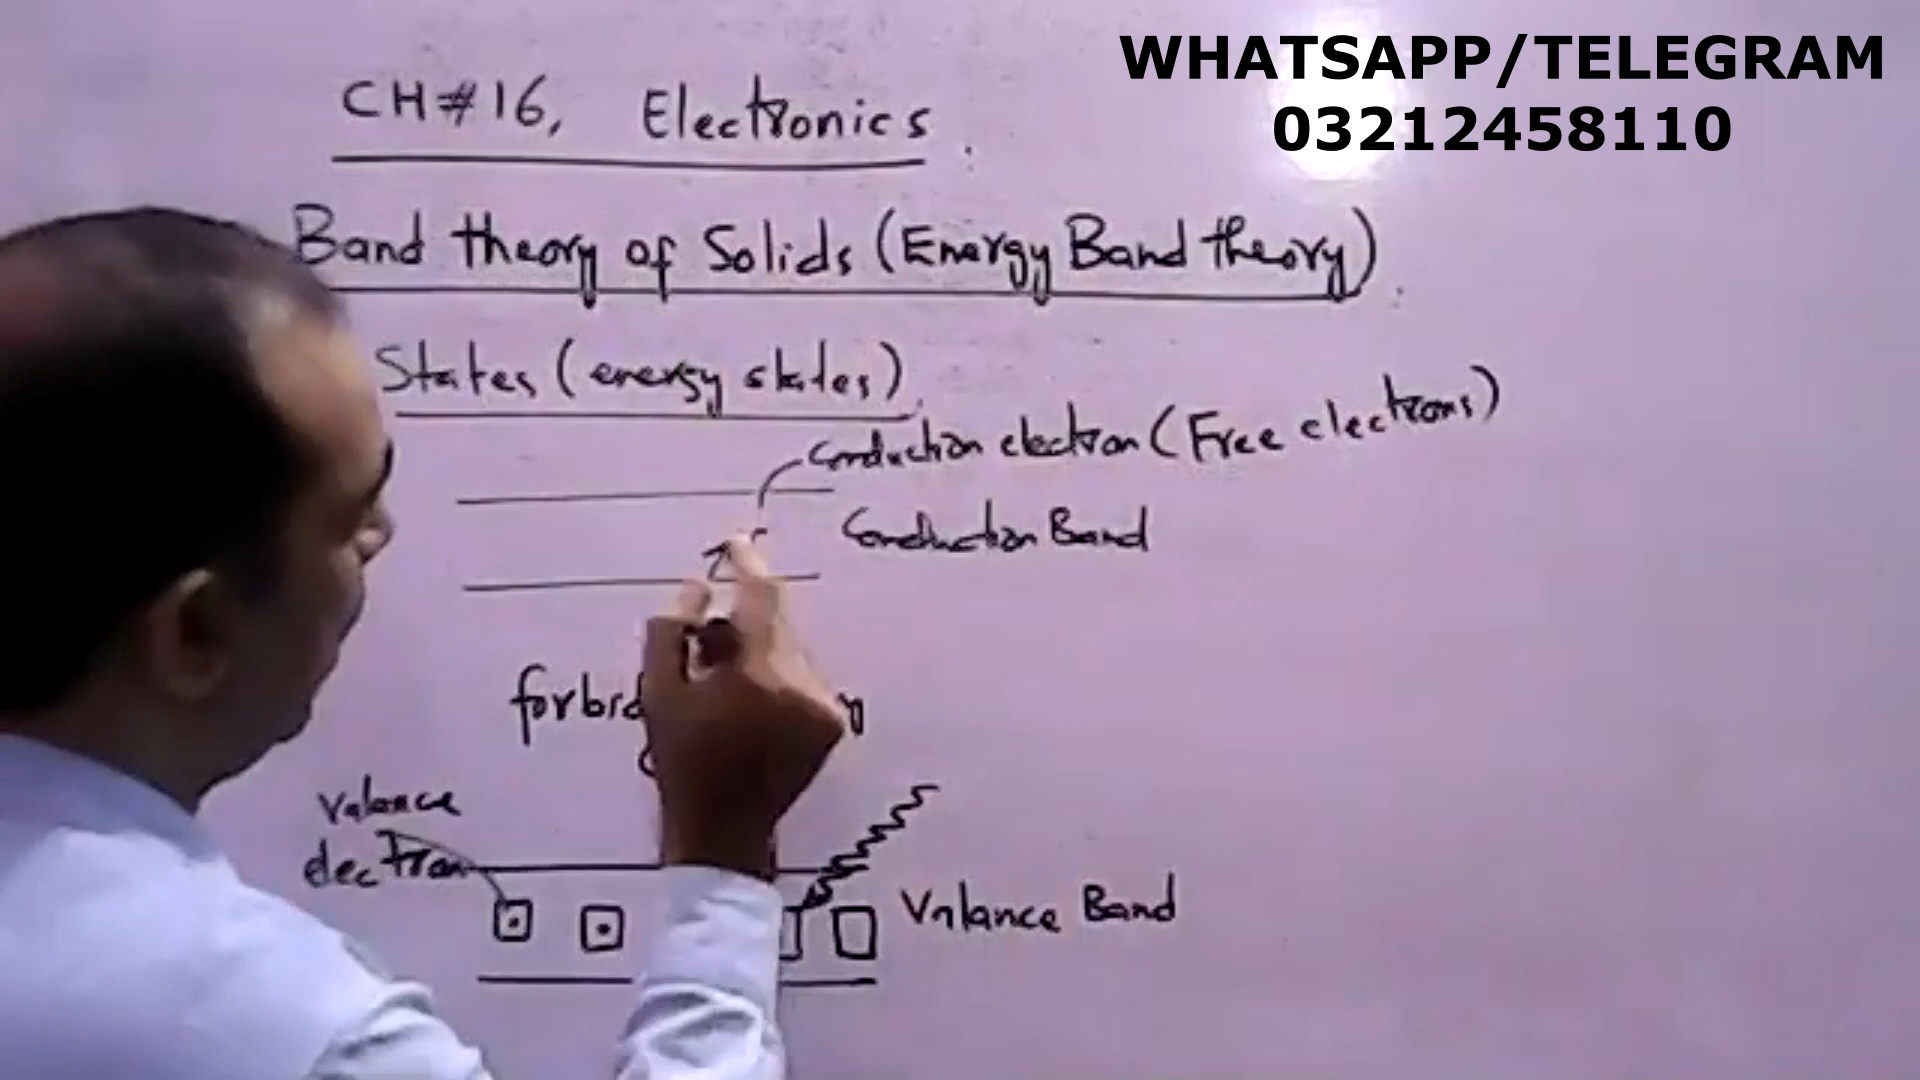 WHATSAPP/TELEGRAM
03212458110
CH#16, Electronics
Band theory of Solids (Energy Band theory)
States (energy states)
Conduction electron (Free electrons)
Conduction Band
Valance
electron
Valance Band